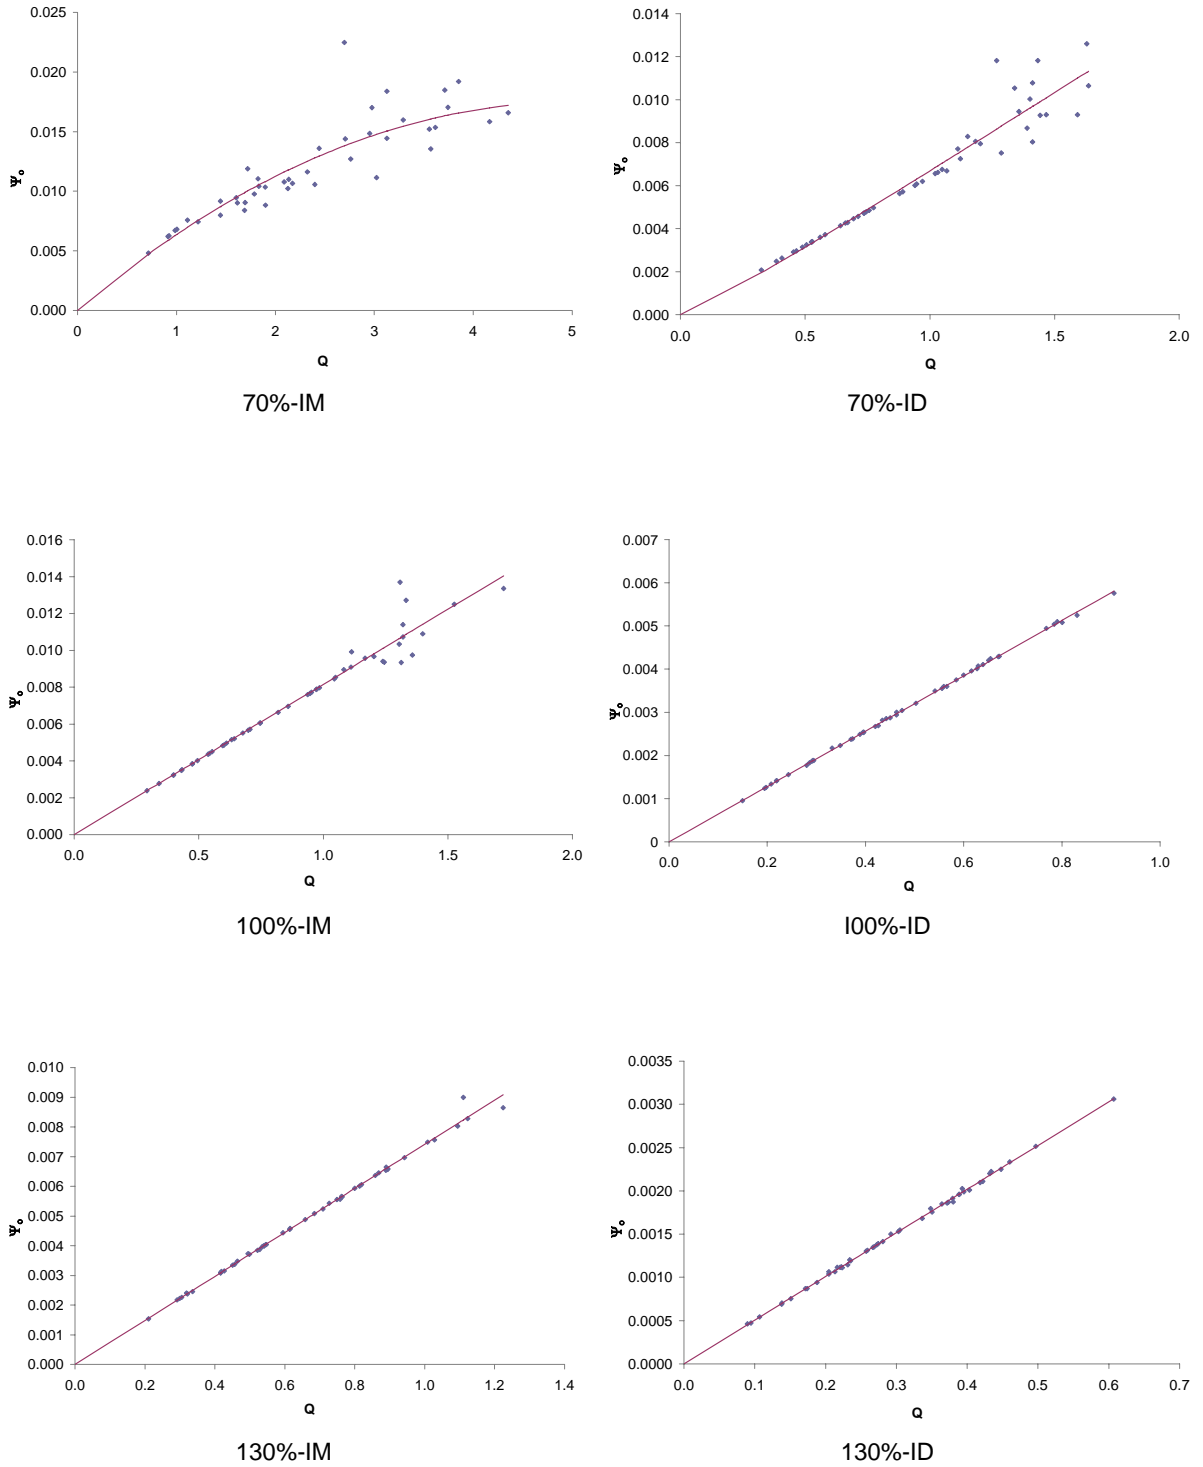 0.025
0.020
0.015
0.010
0.005
0.000
Ψo
0 1 2 3 4 5
Q
70%-IM
0.014
0.012
0.010
0.008
0.006
0.004
0.002
0.000
Ψo
0.0 0.5 1.0 1.5 2.0
Q
70%-ID
0.016
0.014
0.012
0.010
0.008
0.006
0.004
0.002
0.000
Ψo
0.0 0.5 1.0 1.5 2.0
Q
100%-IM
0.007
0.006
0.005
0.004
0.003
0.002
0.001
0
Ψo
0.0 0.2 0.4 0.6 0.8 1.0
Q
I00%-ID
0.010
0.009
0.008
0.007
0.006
0.005
0.004
0.003
0.002
0.001
0.000
Ψo
0.0 0.2 0.4 0.6 0.8 1.0 1.2 1.4
Q
130%-IM
0.0035
0.0030
0.0025
0.0020
0.0015
0.0010
0.0005
0.0000
Ψo
0.0 0.1 0.2 0.3 0.4 0.5 0.6 0.7
Q
130%-ID